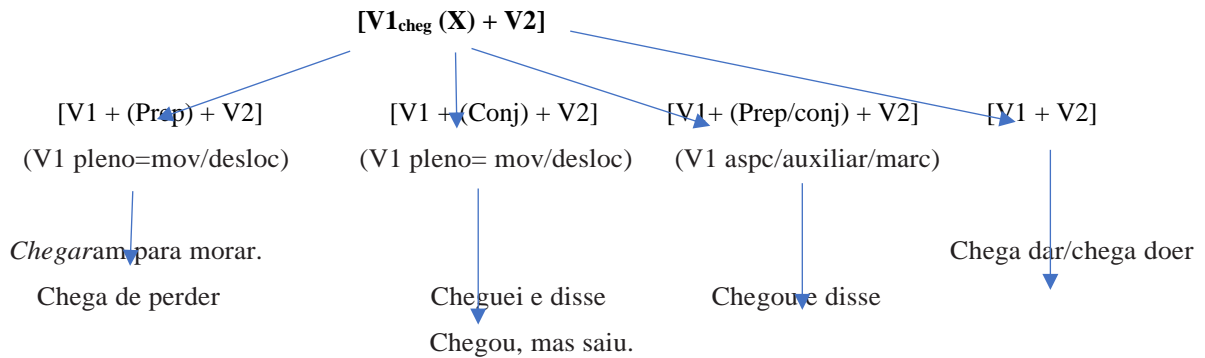 [V1cheg (X) + V2]
[V1 + (Prep) + V2] [V1 + (Conj) + V2] [V1+ (Prep/conj) + V2] [V1 + V2]
(V1 pleno=mov/desloc) (V1 pleno= mov/desloc) (V1 aspc/auxiliar/marc)
Chegaram para morar. Chega dar/chega doer
Chega de perder Cheguei e disse Chegou e disse
Chegou, mas saiu.